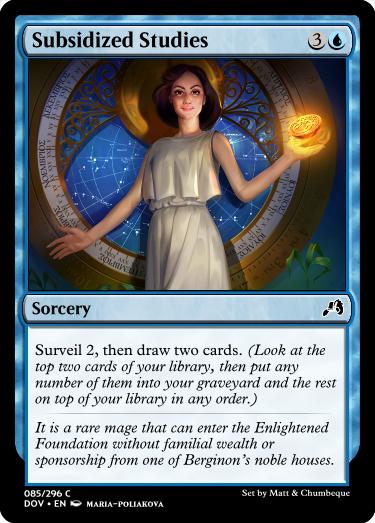 Subsidized Studies 3
Sorcery
Surveil 2, then draw two cards. (Look at the
top two cards of your library, then put any
number of them into your graveyard and the rest
on top of your library in any order.)
It is a rare mage that can enter the Enlightened
Foundation without familial wealth or
sponsorship from one of Berginon's noble houses.
085/296 C Set by Matt & Chumbeque
DOV • EN MARIA-POLIAKOVA